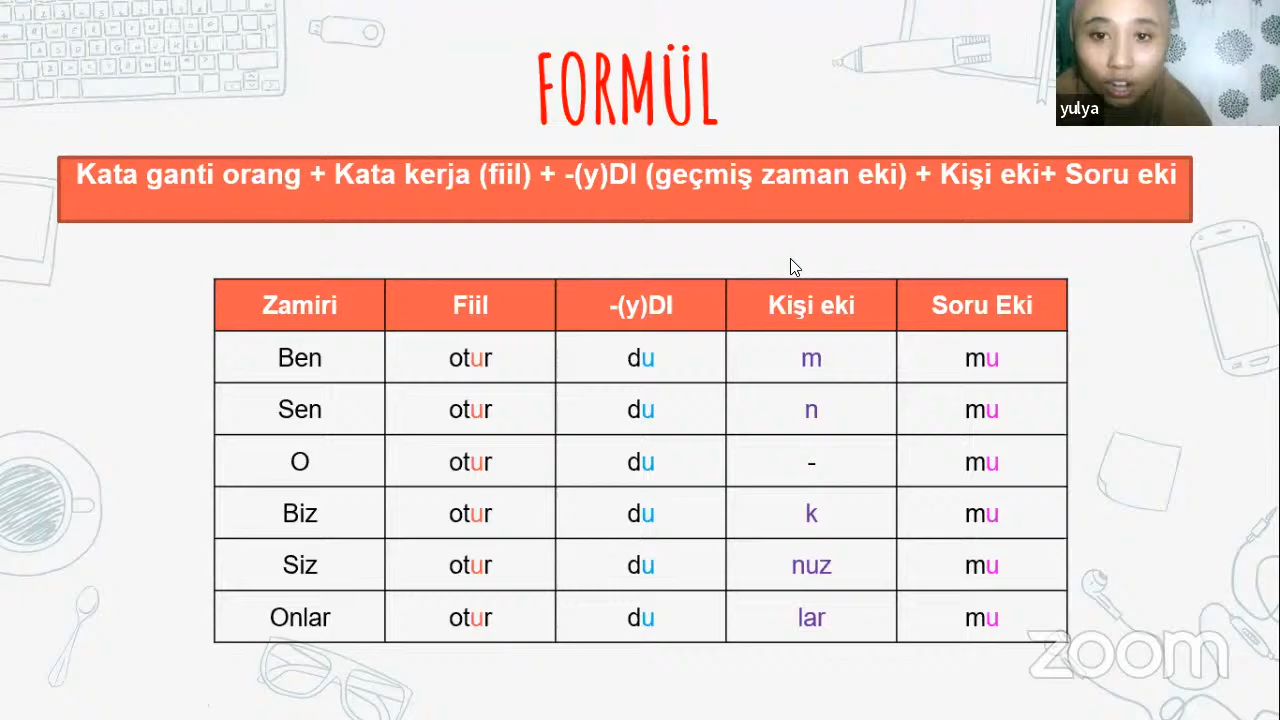 FORMÜL
yulya
Kata ganti orang + Kata kerja (fiil) + -(y)DI (geçmiş zaman eki) + Kişi eki+ Soru eki
Zamiri Fiil -(y)DI Kişi eki Soru Eki
Ben otur du m mu
Sen otur du n mu
O otur du - mu
Biz otur du k mu
Siz otur du nuz mu
Onlar otur du lar mu
zoom